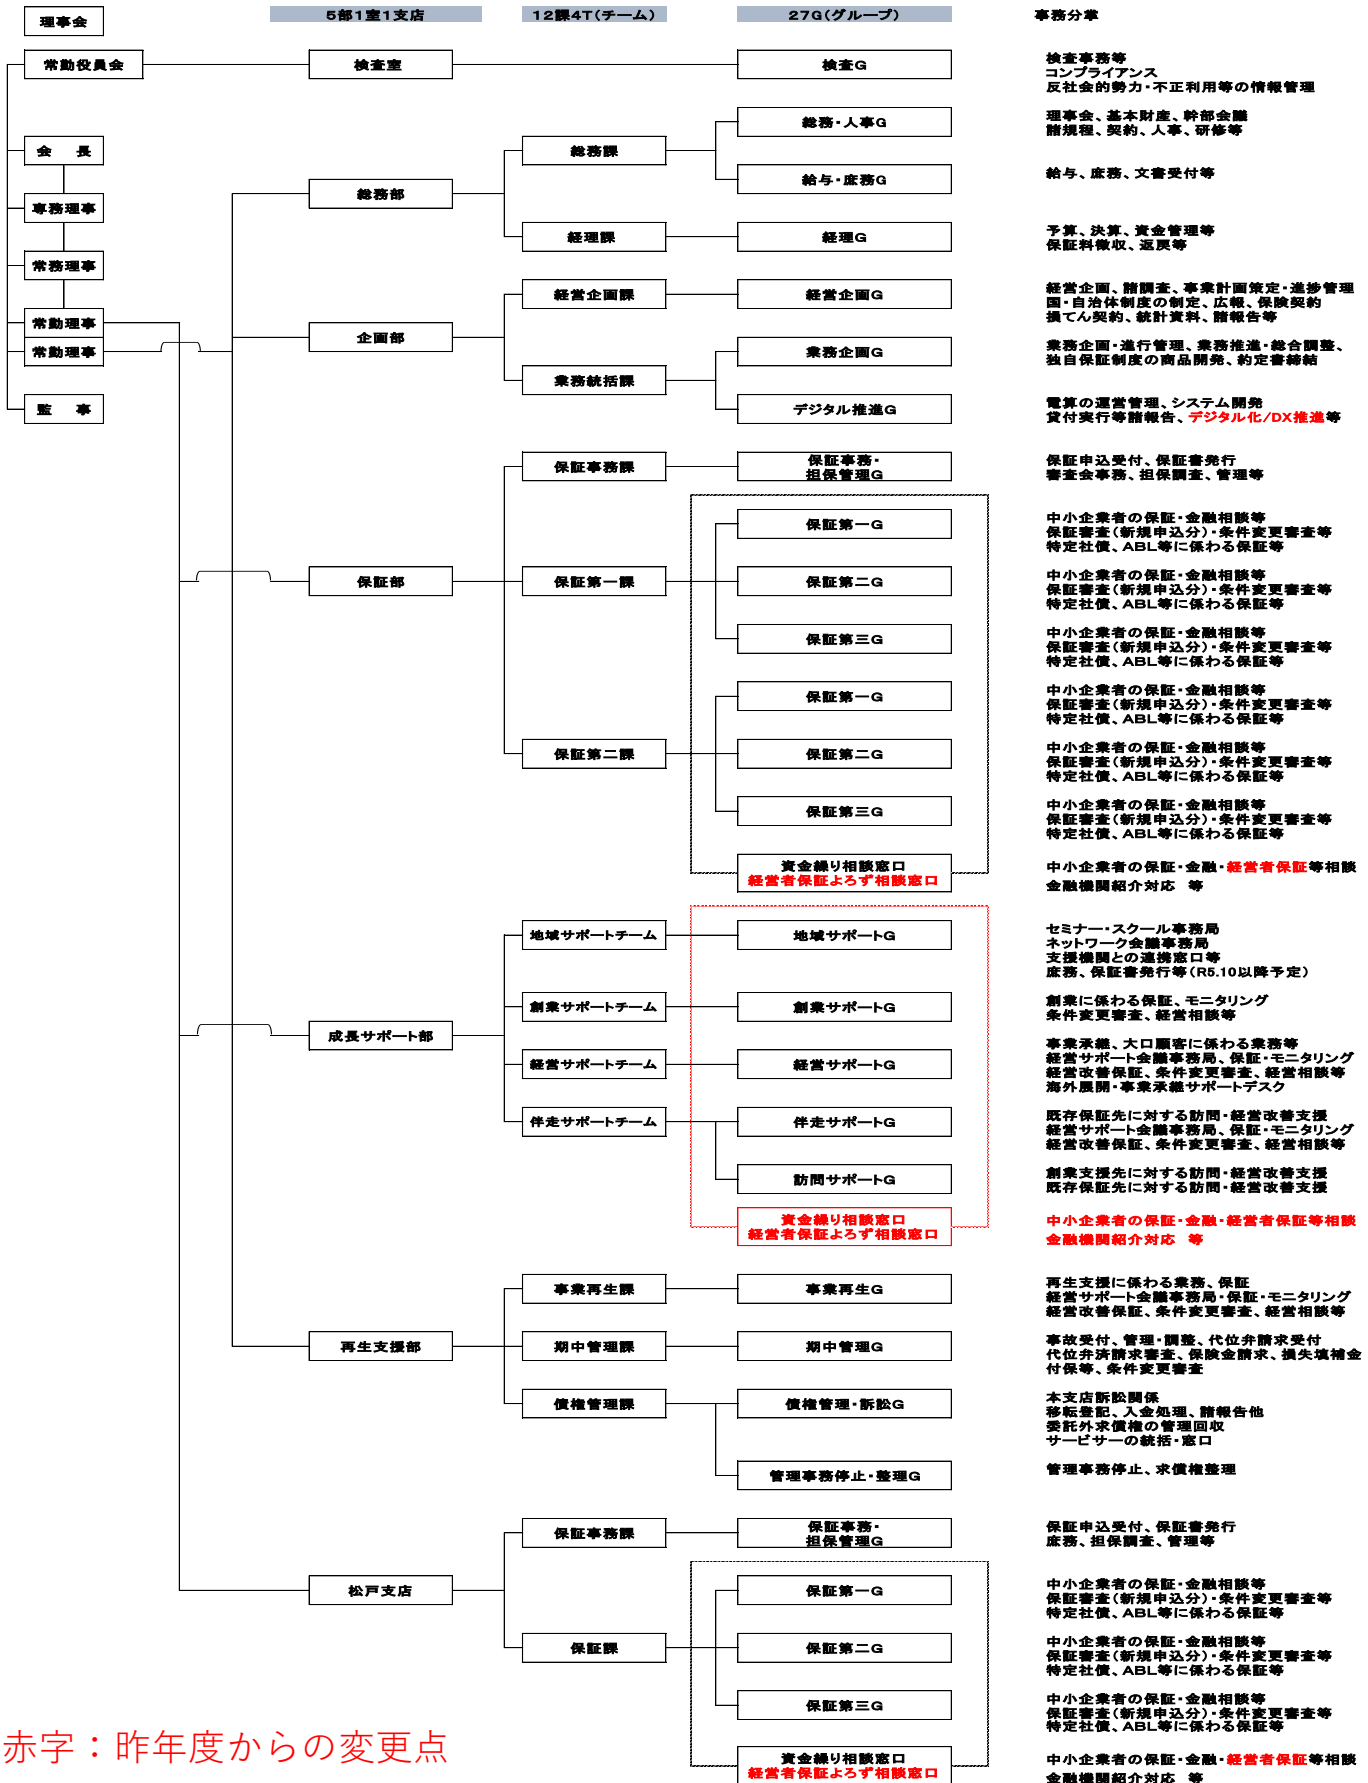 理事会
5部1室1支店
12課4T(チーム)
27G(グループ)
事務分掌
常勤役員会
検査室
検査G
検査事務等
コンプライアンス
反社会的勢力・不正利用等の情報管理
総務・人事G
理事会、基本財産、幹部会議
諸規程、契約、人事、研修等
会　長
総務課
総務部
給与・庶務G
給与、庶務、文書受付等
専務理事
経理課
経理G
予算、決算、資金管理等
保証料徴収、返戻等
常務理事
経営企画課
経営企画G
経営企画、諸調査、事業計画策定・進捗管理
国・自治体制度の制定、広報、保険契約
損てん契約、統計資料、諸報告等
常勤理事
企画部
常勤理事
業務企画G
業務企画・進行管理、業務推進・総合調整、
独自保証制度の商品開発、約定書締結
業務統括課
監　事
デジタル推進G
電算の運営管理、システム開発
貸付実行等諸報告、デジタル化/DX推進等
保証事務課
保証事務・
担保管理G
保証申込受付、保証書発行
審査会事務、担保調査、管理等
保証第一G
中小企業者の保証・金融相談等
保証審査(新規申込分)・条件変更審査等
特定社債、ABL等に係わる保証等
保証部
保証第一課
保証第二G
中小企業者の保証・金融相談等
保証審査(新規申込分)・条件変更審査等
特定社債、ABL等に係わる保証等
保証第三G
中小企業者の保証・金融相談等
保証審査(新規申込分)・条件変更審査等
特定社債、ABL等に係わる保証等
保証第一G
中小企業者の保証・金融相談等
保証審査(新規申込分)・条件変更審査等
特定社債、ABL等に係わる保証等
保証第二課
保証第二G
中小企業者の保証・金融相談等
保証審査(新規申込分)・条件変更審査等
特定社債、ABL等に係わる保証等
保証第三G
中小企業者の保証・金融相談等
保証審査(新規申込分)・条件変更審査等
特定社債、ABL等に係わる保証等
資金繰り相談窓口
経営者保証よろず相談窓口
中小企業者の保証・金融・経営者保証等相談
金融機関紹介対応　等
地域サポートチーム
地域サポートG
セミナー・スクール事務局
ネットワーク会議事務局
支援機関との連携窓口等
庶務、保証書発行等(R5.10以降予定)
創業サポートチーム
創業サポートG
創業に係わる保証、モニタリング
条件変更審査、経営相談等
成長サポート部
経営サポートチーム
経営サポートG
事業承継、大口顧客に係わる業務等
経営サポート会議事務局、保証・モニタリング
経営改善保証、条件変更審査、経営相談等
海外展開・事業承継サポートデスク
伴走サポートチーム
伴走サポートG
既存保証先に対する訪問・経営改善支援
経営サポート会議事務局、保証・モニタリング
経営改善保証、条件変更審査、経営相談等
訪問サポートG
創業支援先に対する訪問・経営改善支援
既存保証先に対する訪問・経営改善支援
資金繰り相談窓口
経営者保証よろず相談窓口
中小企業者の保証・金融・経営者保証等相談
金融機関紹介対応　等
事業再生課
事業再生G
再生支援に係わる業務、保証
経営サポート会議事務局・保証・モニタリング
経営改善保証、条件変更審査、経営相談等
再生支援部
期中管理課
期中管理G
事故受付、管理・調整、代位弁請求受付
代位弁済請求審査、保険金請求、損失填補金
付保等、条件変更審査
債権管理課
債権管理・訴訟G
本支店訴訟関係
移転登記、入金処理、諸報告他
委託外求償権の管理回収
サービサーの統括・窓口
管理事務停止・整理G
管理事務停止、求償権整理
保証事務課
保証事務・
担保管理G
保証申込受付、保証書発行
庶務、担保調査、管理等
松戸支店
保証第一G
中小企業者の保証・金融相談等
保証審査(新規申込分)・条件変更審査等
特定社債、ABL等に係わる保証等
保証課
保証第二G
中小企業者の保証・金融相談等
保証審査(新規申込分)・条件変更審査等
特定社債、ABL等に係わる保証等
保証第三G
中小企業者の保証・金融相談等
保証審査(新規申込分)・条件変更審査等
特定社債、ABL等に係わる保証等
赤字：昨年度からの変更点
資金繰り相談窓口
経営者保証よろず相談窓口
中小企業者の保証・金融・経営者保証等相談
金融機関紹介対応　等